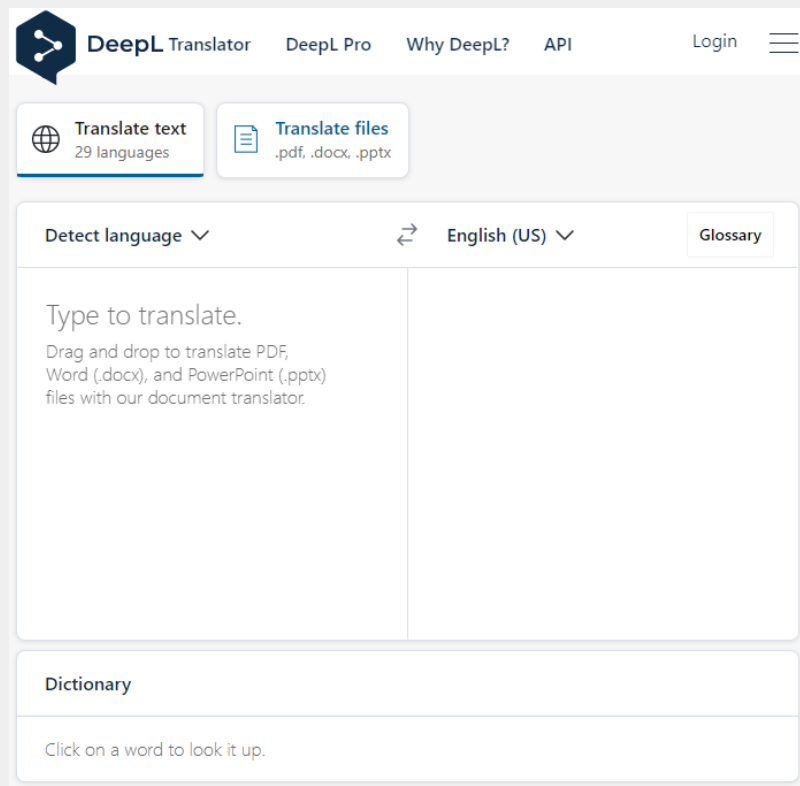 DeepL Translator DeepL Pro Why DeepL? API Login
Translate text
29 languages
Translate files
.pdf, .docx, .pptx
Detect language
English (US)
Glossary
Type to translate.
Drag and drop to translate PDF,
Word (.docx), and PowerPoint (.pptx)
files with our document translator.
Dictionary
Click on a word to look it up.